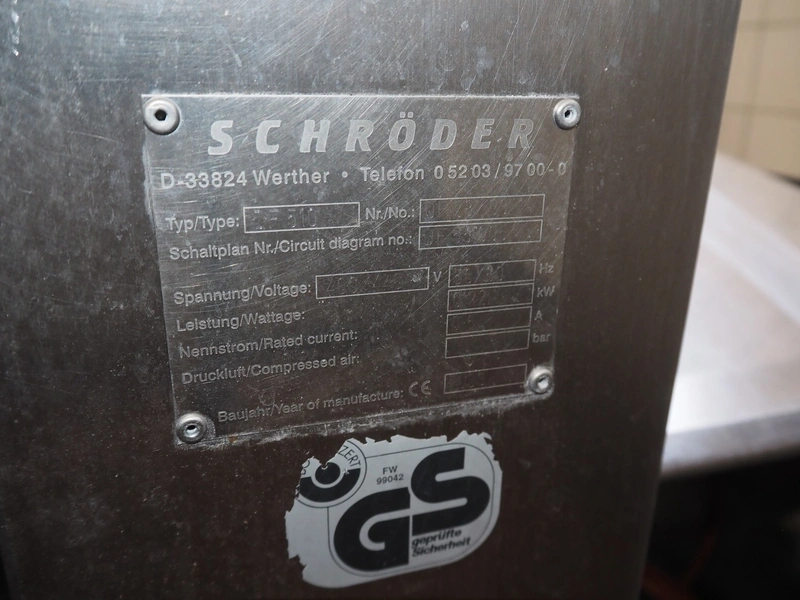 SCHRÖDER
D-33824 Werther • Telefon 0 52 03 / 97 00 - 0
Typ/Type: Nr./No.:
Schaltplan Nr./Circuit diagram no.:
Spannung/Voltage: V Hz
Leistung/Wattage: kW
Nennstrom/Rated current: A
Druckluft/Compressed air: bar
Baujahr/Year of manufacture: CE
ZERT
FW
99042
GS
geprüfte
Sicherheit